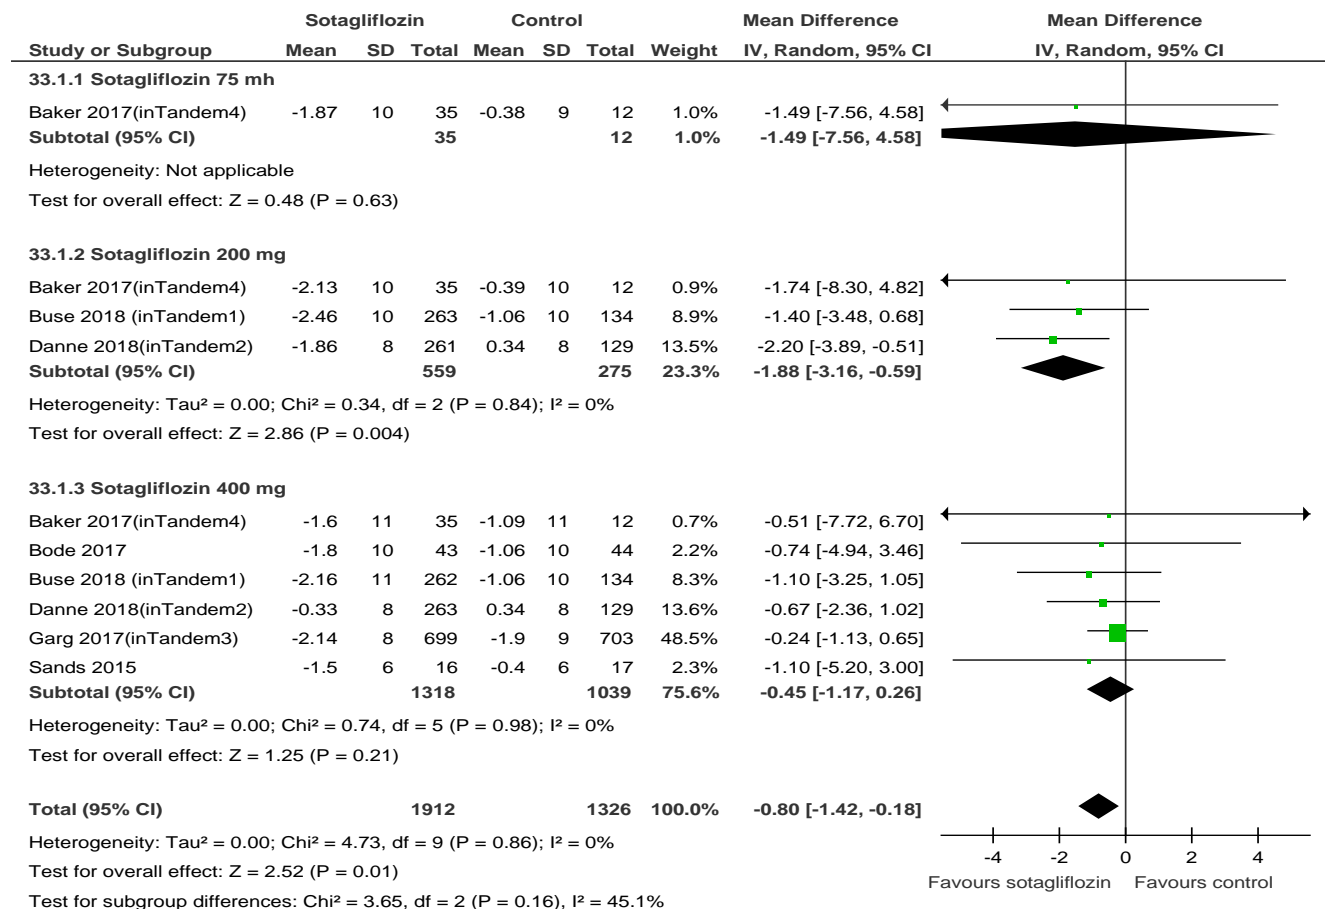 Sotagliflozin Control Mean Difference Mean Difference
Study or Subgroup Mean SD Total Mean SD Total Weight IV, Random, 95% CI IV, Random, 95% CI
33.1.1 Sotagliflozin 75 mh
Baker 2017(inTandem4) -1.87 10 35 -0.38 9 12 1.0% -1.49 [-7.56, 4.58]
Subtotal (95% CI) 35 12 1.0% -1.49 [-7.56, 4.58]
Heterogeneity: Not applicable
Test for overall effect: Z = 0.48 (P = 0.63)
33.1.2 Sotagliflozin 200 mg
Baker 2017(inTandem4) -2.13 10 35 -0.39 10 12 0.9% -1.74 [-8.30, 4.82]
Buse 2018 (inTandem1) -2.46 10 263 -1.06 10 134 8.9% -1.40 [-3.48, 0.68]
Danne 2018(inTandem2) -1.86 8 261 0.34 8 129 13.5% -2.20 [-3.89, -0.51]
Subtotal (95% CI) 559 275 23.3% -1.88 [-3.16, -0.59]
Heterogeneity: Tau² = 0.00; Chi² = 0.34, df = 2 (P = 0.84); I² = 0%
Test for overall effect: Z = 2.86 (P = 0.004)
33.1.3 Sotagliflozin 400 mg
Baker 2017(inTandem4) -1.6 11 35 -1.09 11 12 0.7% -0.51 [-7.72, 6.70]
Bode 2017 -1.8 10 43 -1.06 10 44 2.2% -0.74 [-4.94, 3.46]
Buse 2018 (inTandem1) -2.16 11 262 -1.06 10 134 8.3% -1.10 [-3.25, 1.05]
Danne 2018(inTandem2) -0.33 8 263 0.34 8 129 13.6% -0.67 [-2.36, 1.02]
Garg 2017(inTandem3) -2.14 8 699 -1.9 9 703 48.5% -0.24 [-1.13, 0.65]
Sands 2015 -1.5 6 16 -0.4 6 17 2.3% -1.10 [-5.20, 3.00]
Subtotal (95% CI) 1318 1039 75.6% -0.45 [-1.17, 0.26]
Heterogeneity: Tau² = 0.00; Chi² = 0.74, df = 5 (P = 0.98); I² = 0%
Test for overall effect: Z = 1.25 (P = 0.21)
Total (95% CI) 1912 1326 100.0% -0.80 [-1.42, -0.18]
Heterogeneity: Tau² = 0.00; Chi² = 4.73, df = 9 (P = 0.86); I² = 0%
Test for overall effect: Z = 2.52 (P = 0.01)
Test for subgroup differences: Chi² = 3.65, df = 2 (P = 0.16), I² = 45.1%
-4 -2 0 2 4
Favours sotagliflozin Favours control